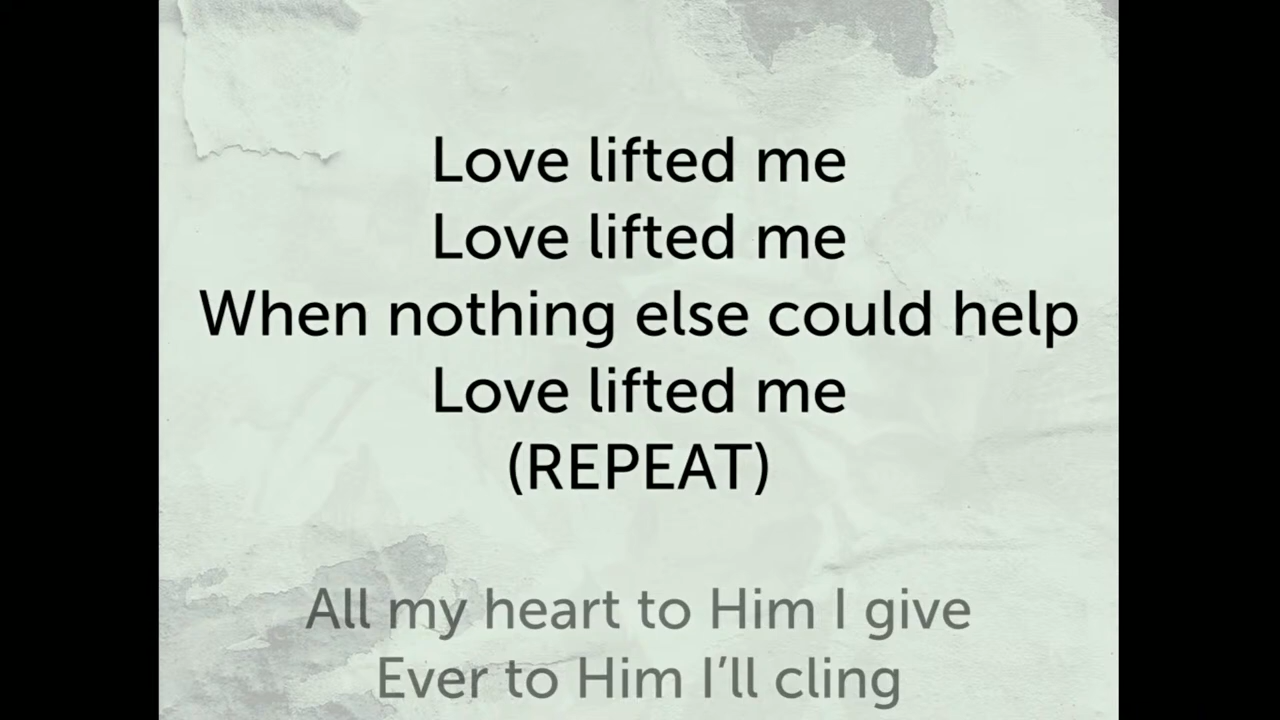 Love lifted me
Love lifted me
When nothing else could help
Love lifted me
(REPEAT)
All my heart to Him I give
Ever to Him I’ll cling